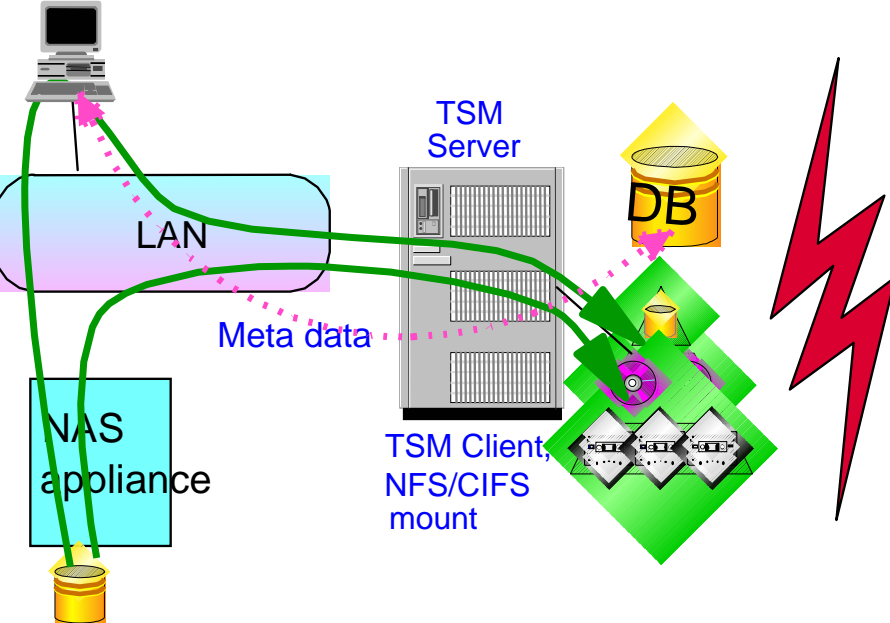 TSM
Server
DB
LAN
Meta data
NAS
appliance
TSM Client,
NFS/CIFS
mount